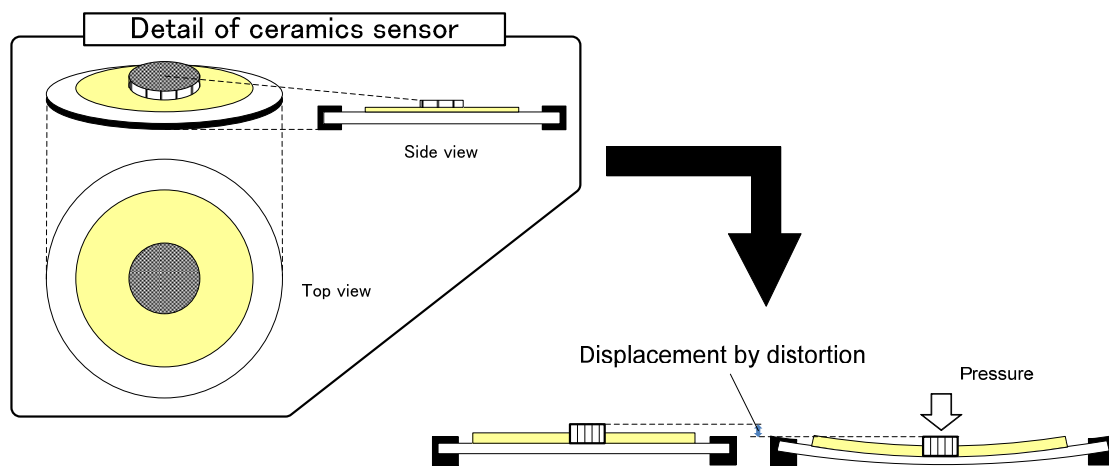 Detail of ceramics sensor
Side view
Top view
Displacement by distortion
Pressure